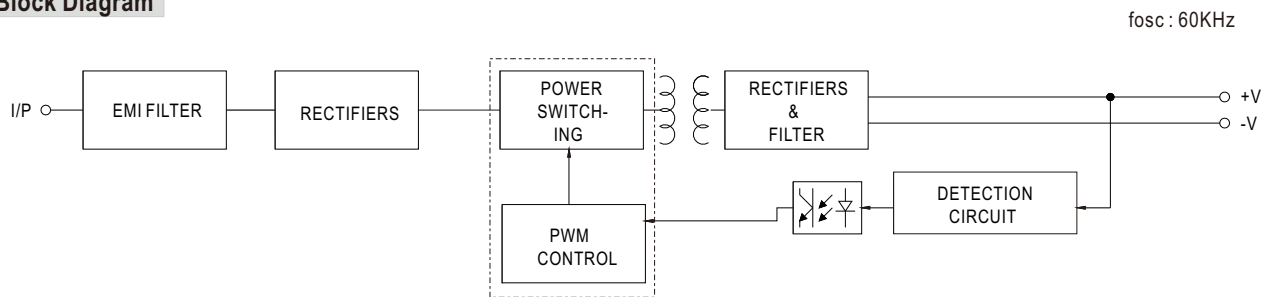 Block Diagram
fosc : 60KHz
I/P
EMI FILTER
RECTIFIERS
POWER
SWITCH-
ING
RECTIFIERS
&
FILTER
+V
-V
DETECTION
CIRCUIT
PWM
CONTROL